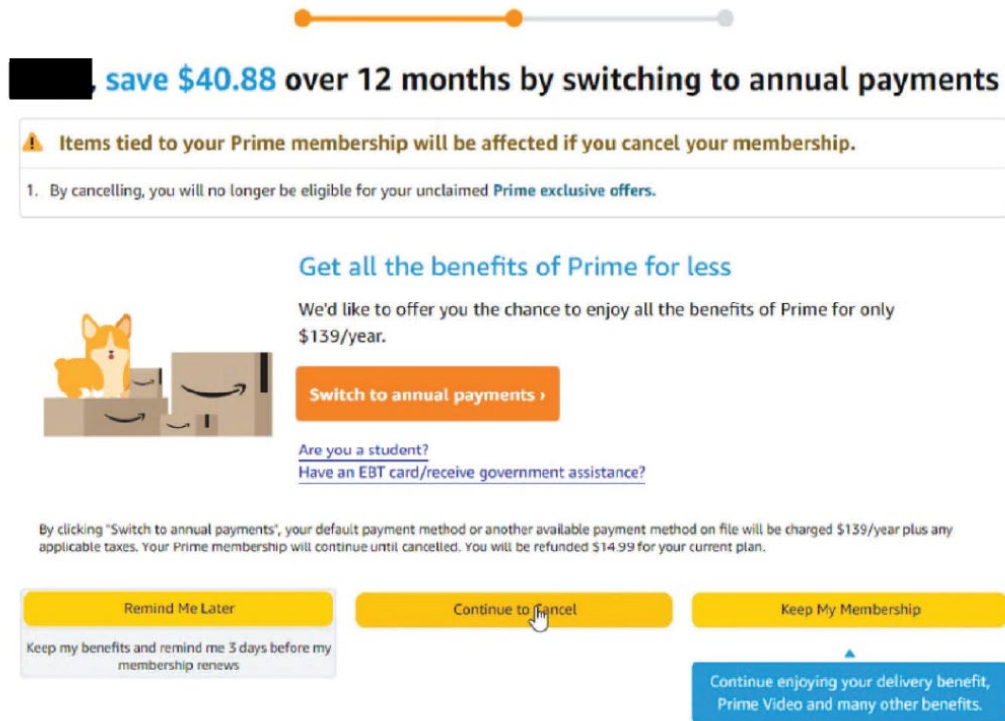 , save $40.88 over 12 months by switching to annual payments
Items tied to your Prime membership will be affected if you cancel your membership.
1. By cancelling, you will no longer be eligible for your unclaimed Prime exclusive offers.
Get all the benefits of Prime for less
We'd like to offer you the chance to enjoy all the benefits of Prime for only
$139/year.
Switch to annual payments ›
Are you a student?
Have an EBT card/receive government assistance?
By clicking "Switch to annual payments", your default payment method or another available payment method on file will be charged $139/year plus any
applicable taxes. Your Prime membership will continue until cancelled. You will be refunded $14.99 for your current plan.
Remind Me Later
Keep my benefits and remind me 3 days before my
membership renews
Continue to Cancel
Keep My Membership
Continue enjoying your delivery benefit,
Prime Video and many other benefits.